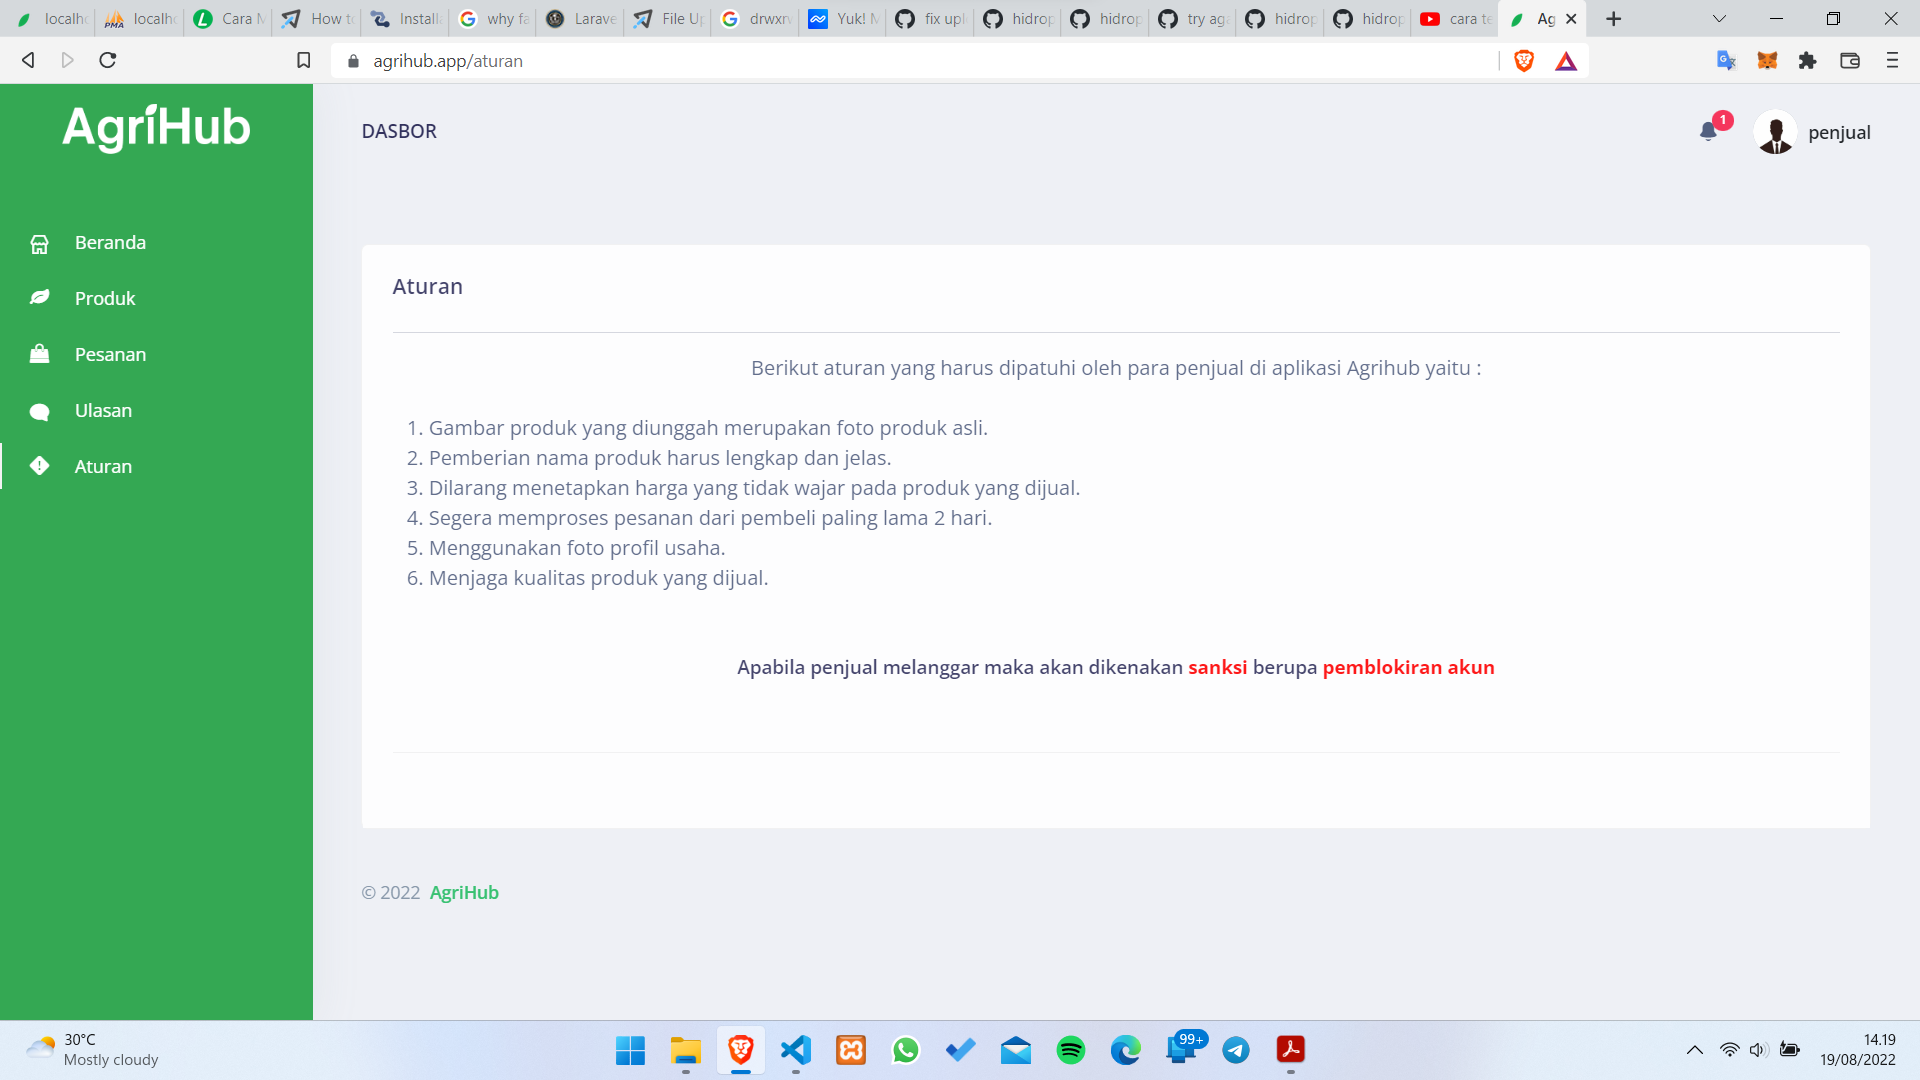 localho
localho
Cara M
How to
Install
why fa
Larave
File Up
drwxrw
Yuk! M
fix upl
hidrop
hidrop
try aga
hidrop
hidrop
cara te
Ag
agrihub.app/aturan
AgriHub
DASBOR
1
penjual
Beranda
Produk
Pesanan
Ulasan
Aturan
Aturan
Berikut aturan yang harus dipatuhi oleh para penjual di aplikasi Agrihub yaitu :
1. Gambar produk yang diunggah merupakan foto produk asli.
2. Pemberian nama produk harus lengkap dan jelas.
3. Dilarang menetapkan harga yang tidak wajar pada produk yang dijual.
4. Segera memproses pesanan dari pembeli paling lama 2 hari.
5. Menggunakan foto profil usaha.
6. Menjaga kualitas produk yang dijual.
Apabila penjual melanggar maka akan dikenakan sanksi berupa pemblokiran akun
© 2022 AgriHub
30°C
Mostly cloudy
99+
14.19
19/08/2022